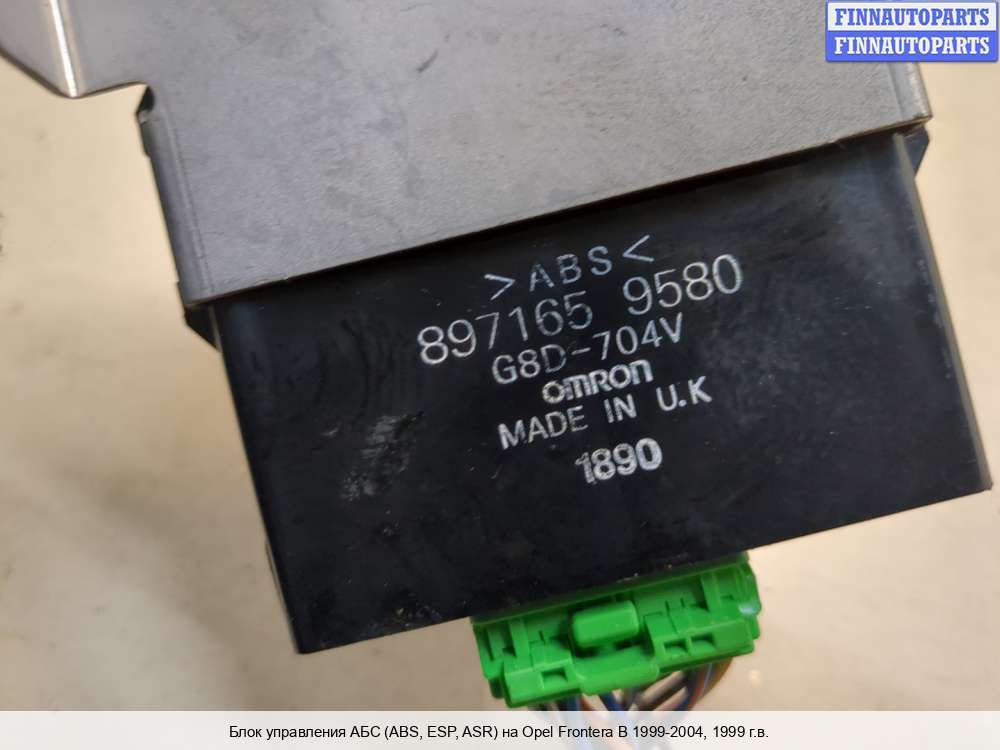 FINNAUTOPARTS
FINNAUTOPARTS
>ABS<
897165 9580
G8D-704V
omron
MADE IN U.K
1890
Блок управления АБС (ABS, ESP, ASR) на Opel Frontera B 1999-2004, 1999 г.в.